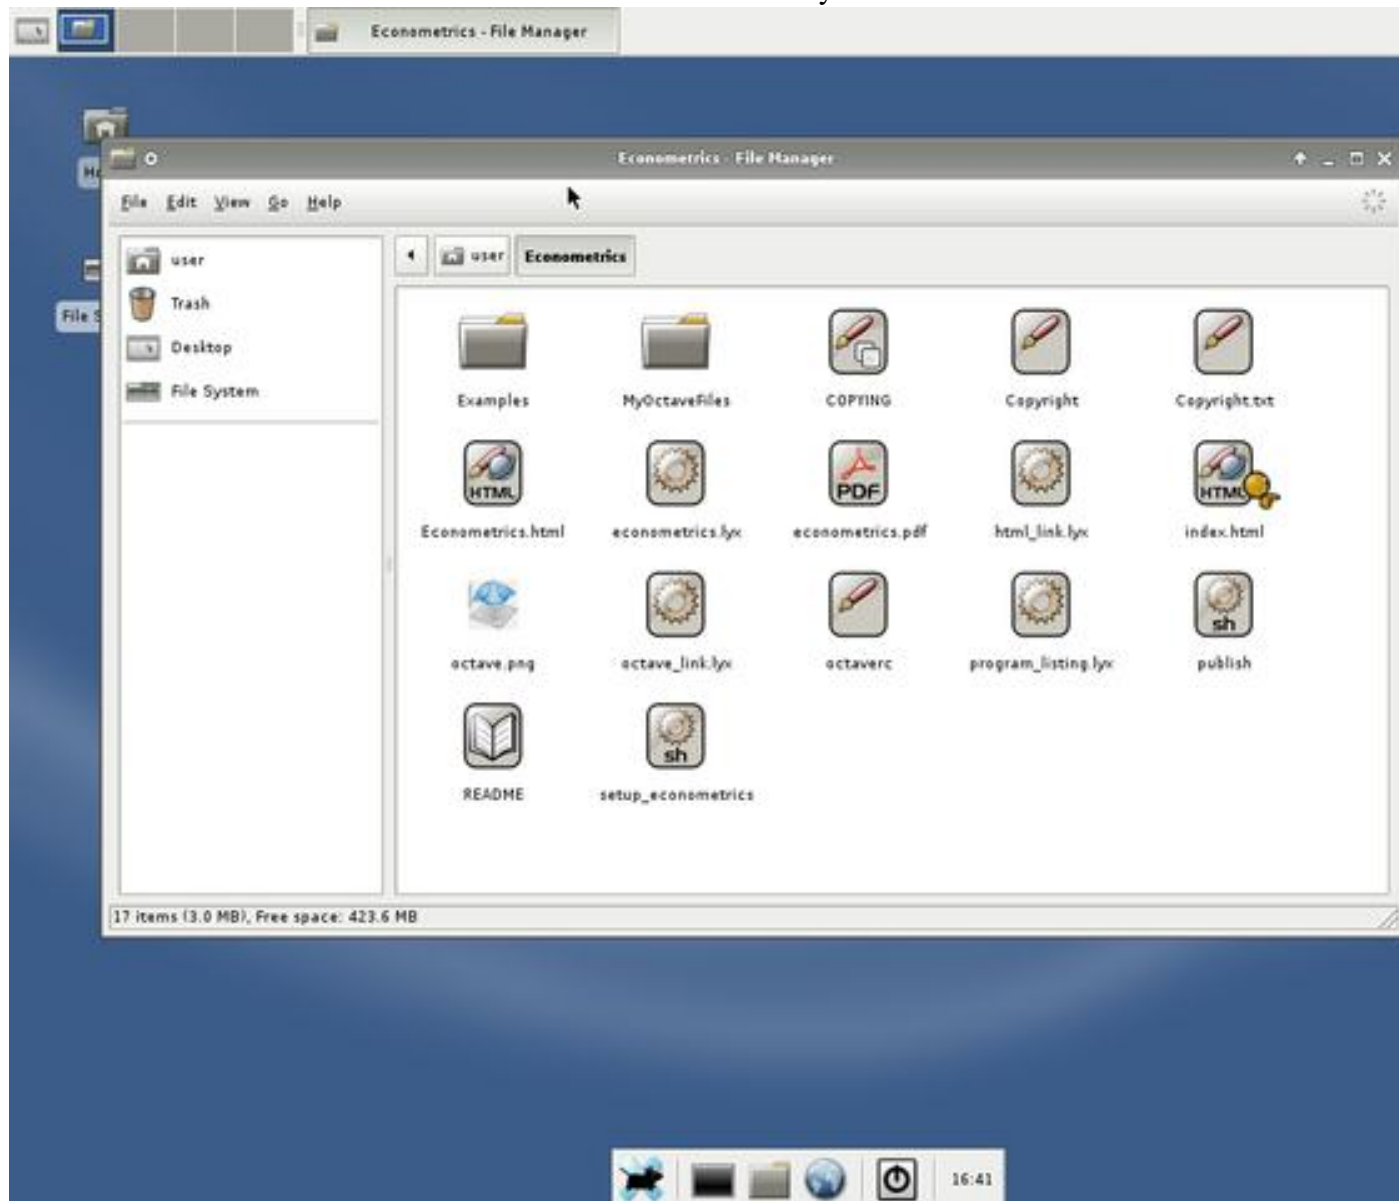 Econometrics - File Manager
Econometrics - File Manager
File Edit View Go Help
user
Trash
Desktop
File System
user Econometrics
Examples MyOctaveFiles COPYING Copyright Copyright.txt
HTML PDF HTML
Econometrics.html econometrics.lyx econometrics.pdf html_link.lyx index.html
sh
octave.png octave_link.lyx octaverc program_listing.lyx publish
sh
README setup_econometrics
17 items (3.0 MB), Free space: 423.6 MB
16:41